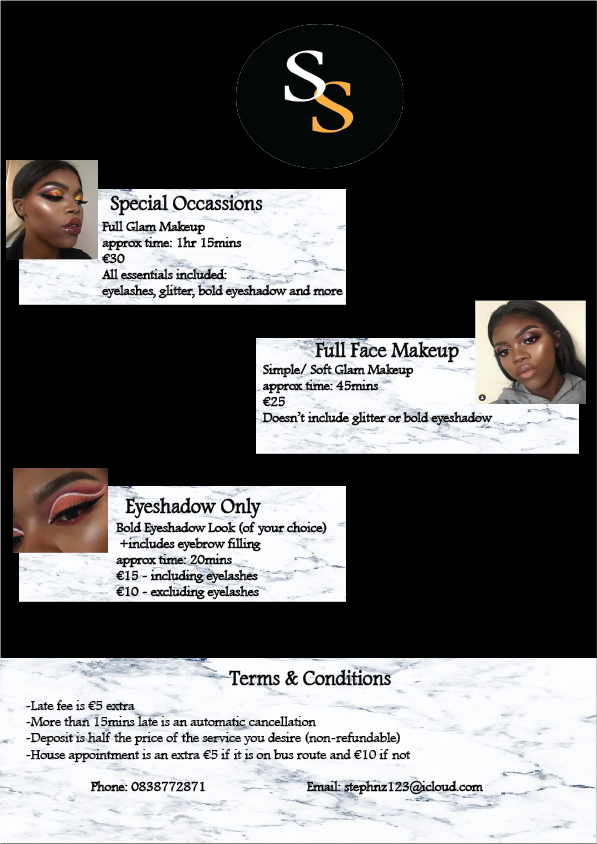 S
S
Special Occassions
Full Glam Makeup
approx time: 1hr 15mins
€30
All essentials included:
eyelashes, glitter, bold eyeshadow and more
Full Face Makeup
Simple/ Soft Glam Makeup
approx time: 45mins
€25
Doesn't include glitter or bold eyeshadow
Eyeshadow Only
Bold Eyeshadow Look (of your choice)
+includes eyebrow filling
approx time: 20mins
€15 - including eyelashes
€10 - excluding eyelashes
Terms & Conditions
-Late fee is €5 extra
-More than 15mins late is an automatic cancellation
-Deposit is half the price of the service you desire (non-refundable)
-House appointment is an extra €5 if it is on bus route and €10 if not
Phone: 0838772871 Email: stephnz123@icloud.com